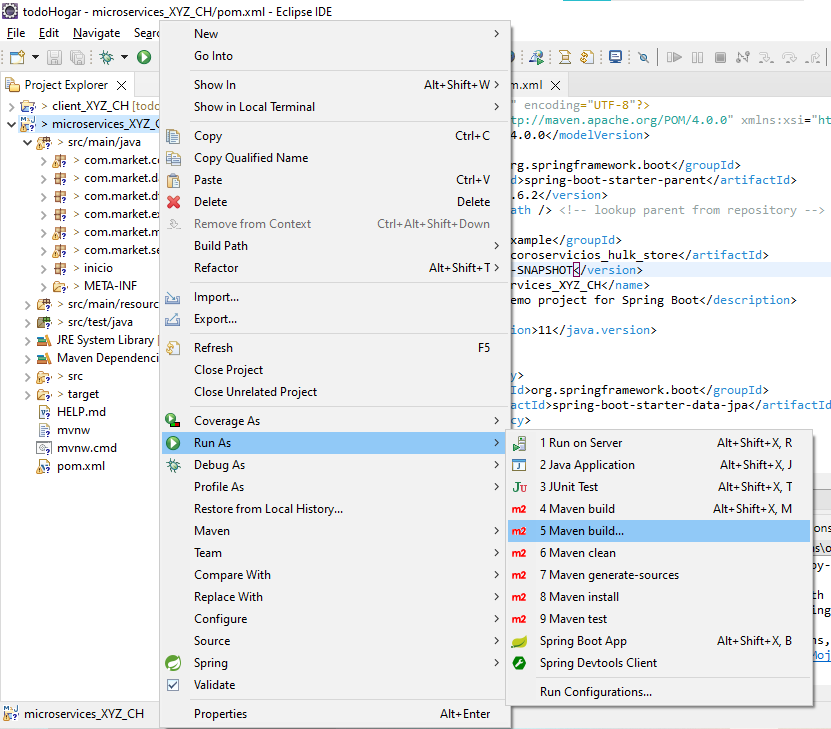 todoHogar - microservices_XYZ_CH/pom.xml - Eclipse IDE
File Edit Navigate Sear
Project Explorer
> client_XYZ_CH [todo
> microservices_XYZ_C
> src/main/java
> com.market.co
> com.market.da
> com.market.dt
> com.market.ex
> com.market.m
> com.market.se
> inicio
> META-INF
> src/main/resourc
> src/test/java
JRE System Library [
Maven Dependenci
> src
> target
HELP.md
mvnw
mvnw.cmd
pom.xml
New
Go Into
Show In Alt+Shift+W
Show in Local Terminal
Copy Ctrl+C
Copy Qualified Name
Paste Ctrl+V
Delete Delete
Remove from Context Ctrl+Alt+Shift+Down
Build Path
Refactor Alt+Shift+T
Import...
Export...
Refresh F5
Close Project
Close Unrelated Project
Coverage As
Run As
Debug As
Profile As
Restore from Local History...
Maven
Team
Compare With
Replace With
Configure
Source
Spring
Validate
Properties Alt+Enter
m.xml
" encoding="UTF-8"?>
tp://maven.apache.org/POM/4.0.0" xmlns:xsi="ht
4.0.0</modelVersion>
rg.springframework.boot</groupId>
d>spring-boot-starter-parent</artifactId>
.6.2</version>
ath /> <!-- lookup parent from repository -->
xample</groupId>
coroservicios_hulk_store</artifactId>
-SNAPSHOT</version>
rvices_XYZ_CH</name>
emo project for Spring Boot</description>
ion>11</java.version>
y>
Id>org.springframework.boot</groupId>
actId>spring-boot-starter-data-jpa</artifactId
cy>
1 Run on Server Alt+Shift+X, R
2 Java Application Alt+Shift+X, J
3 JUnit Test Alt+Shift+X, T
4 Maven build Alt+Shift+X, M
5 Maven build...
6 Maven clean
7 Maven generate-sources
8 Maven install
9 Maven test
Spring Boot App Alt+Shift+X, B
Spring Devtools Client
Run Configurations...
microservices_XYZ_CH